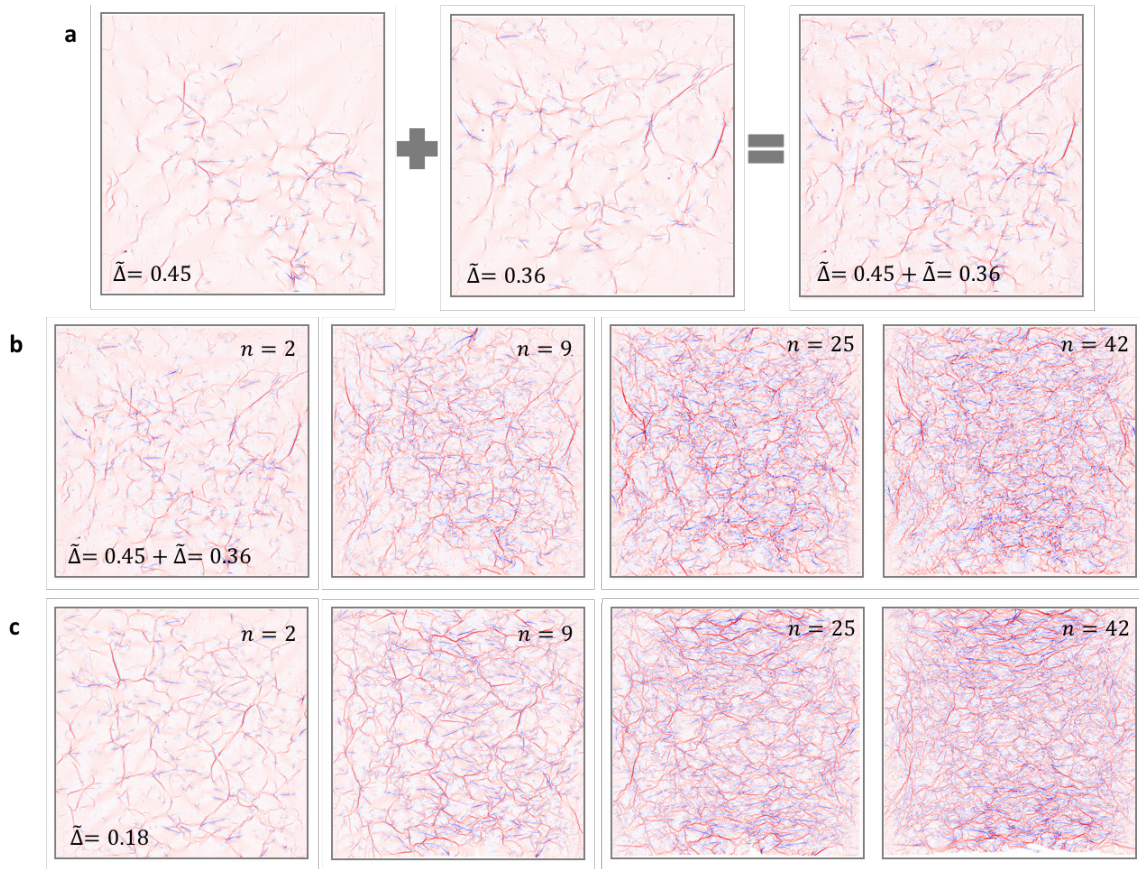 a
Δ̃= 0.45
Δ̃= 0.36
Δ̃= 0.45 + Δ̃= 0.36
b
n = 2
n = 9
n = 25
n = 42
Δ̃= 0.45 + Δ̃= 0.36
c
n = 2
n = 9
n = 25
n = 42
Δ̃= 0.18